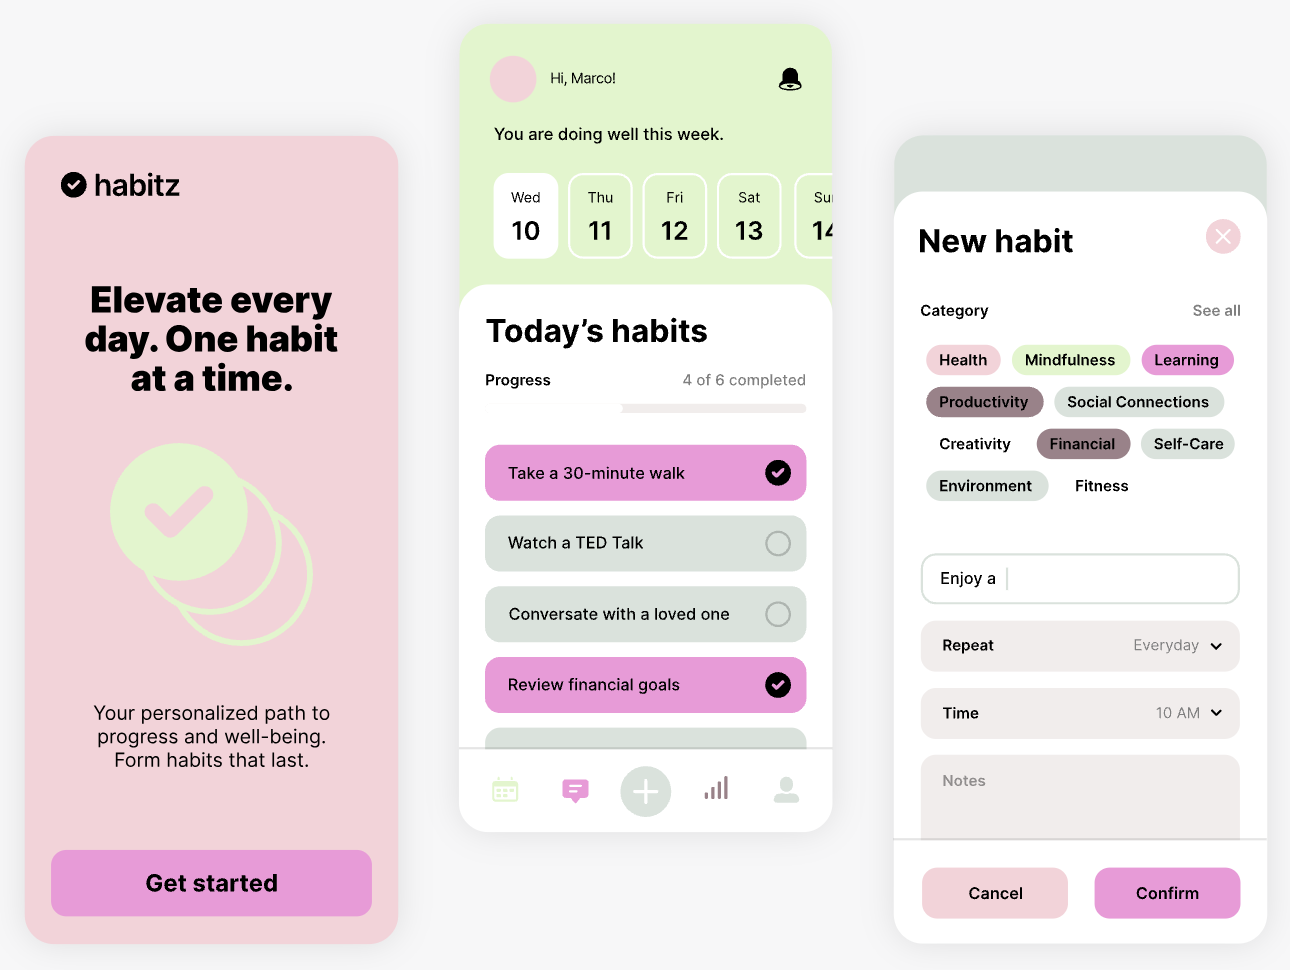 habitz
Elevate every
day. One habit
at a time.
Your personalized path to
progress and well-being.
Form habits that last.
Get started
Hi, Marco!
You are doing well this week.
Wed Thu Fri Sat Sun
10 11 12 13 14
Today’s habits
Progress 4 of 6 completed
Take a 30-minute walk
Watch a TED Talk
Conversate with a loved one
Review financial goals
New habit
Category See all
Health Mindfulness Learning
Productivity Social Connections
Creativity Financial Self-Care
Environment Fitness
Enjoy a
Repeat Everyday
Time 10 AM
Notes
Cancel Confirm